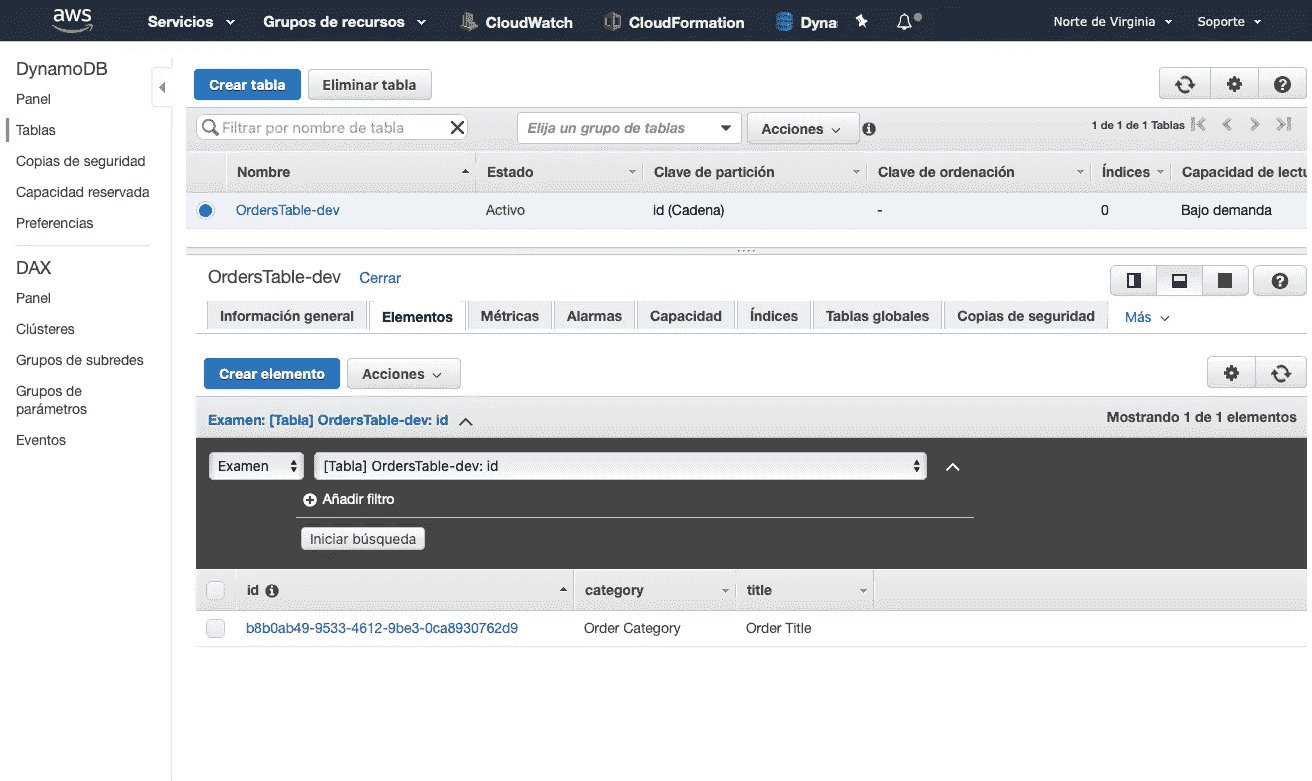 aws Servicios Grupos de recursos CloudWatch CloudFormation Dyna Norte de Virginia Soporte
DynamoDB
Panel
Tablas
Copias de seguridad
Capacidad reservada
Preferencias
DAX
Panel
Clústeres
Grupos de subredes
Grupos de
parámetros
Eventos
Crear tabla Eliminar tabla
Filtrar por nombre de tabla Elija un grupo de tablas Acciones 1 de 1 de 1 Tablas
Nombre Estado Clave de partición Clave de ordenación Índices Capacidad de lectu
OrdersTable-dev Activo id (Cadena) - 0 Bajo demanda
OrdersTable-dev Cerrar
Información general Elementos Métricas Alarmas Capacidad Índices Tablas globales Copias de seguridad Más
Crear elemento Acciones
Examen: [Tabla] OrdersTable-dev: id Mostrando 1 de 1 elementos
Examen [Tabla] OrdersTable-dev: id
Añadir filtro
Iniciar búsqueda
id category title
b8b0ab49-9533-4612-9be3-0ca8930762d9 Order Category Order Title